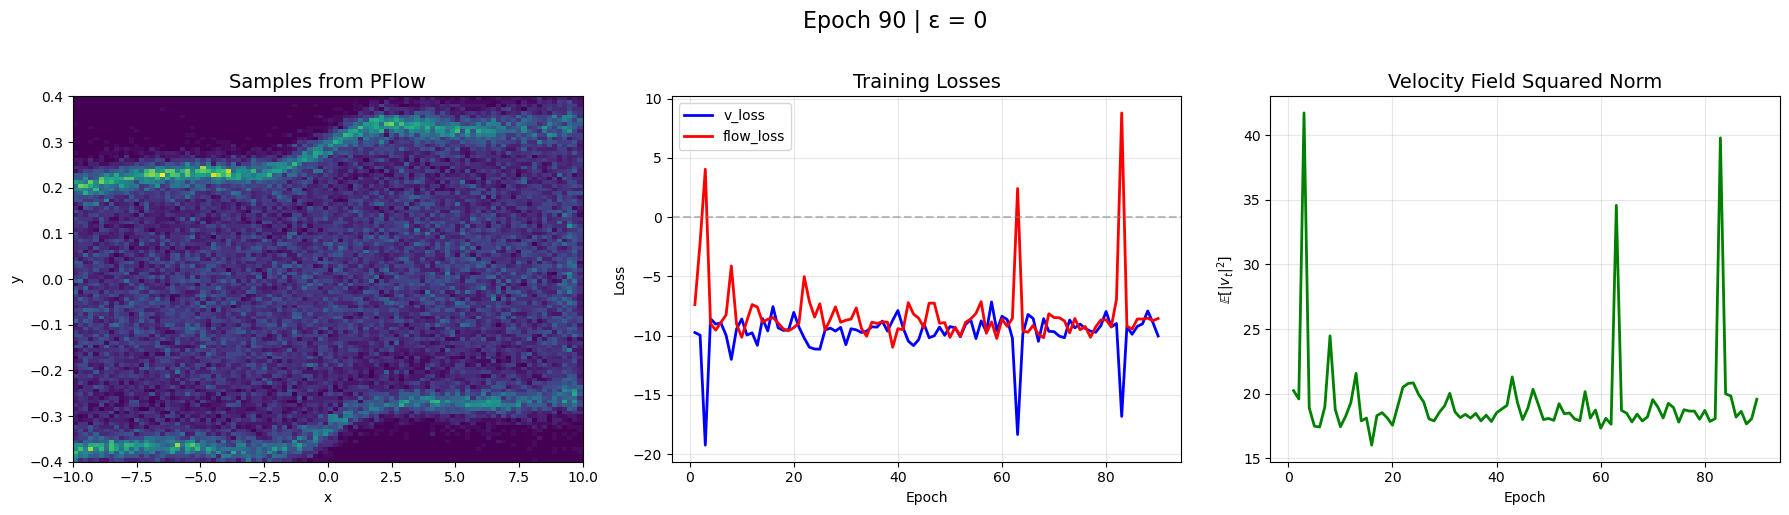 Epoch 90 | ε = 0
Samples from PFlow
0.4
0.3
0.2
0.1
0.0
−0.1
−0.2
−0.3
−0.4
y
−10.0 −7.5 −5.0 −2.5 0.0 2.5 5.0 7.5 10.0
x
Training Losses
v_loss
flow_loss
10
5
0
−5
−10
−15
−20
Loss
0 20 40 60 80
Epoch
Velocity Field Squared Norm
40
35
30
25
20
15
𝔼[|v_t|²]
0 20 40 60 80
Epoch